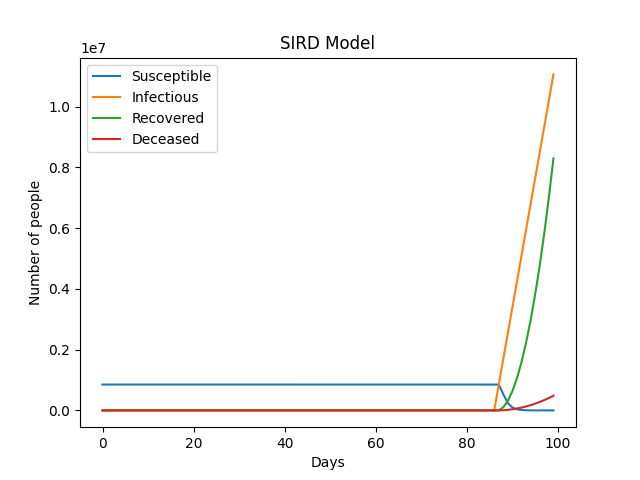 SIRD Model
1e7
Susceptible
Infectious
Recovered
Deceased
1.0
0.8
0.6
0.4
0.2
0.0
Number of people
0 20 40 60 80 100
Days